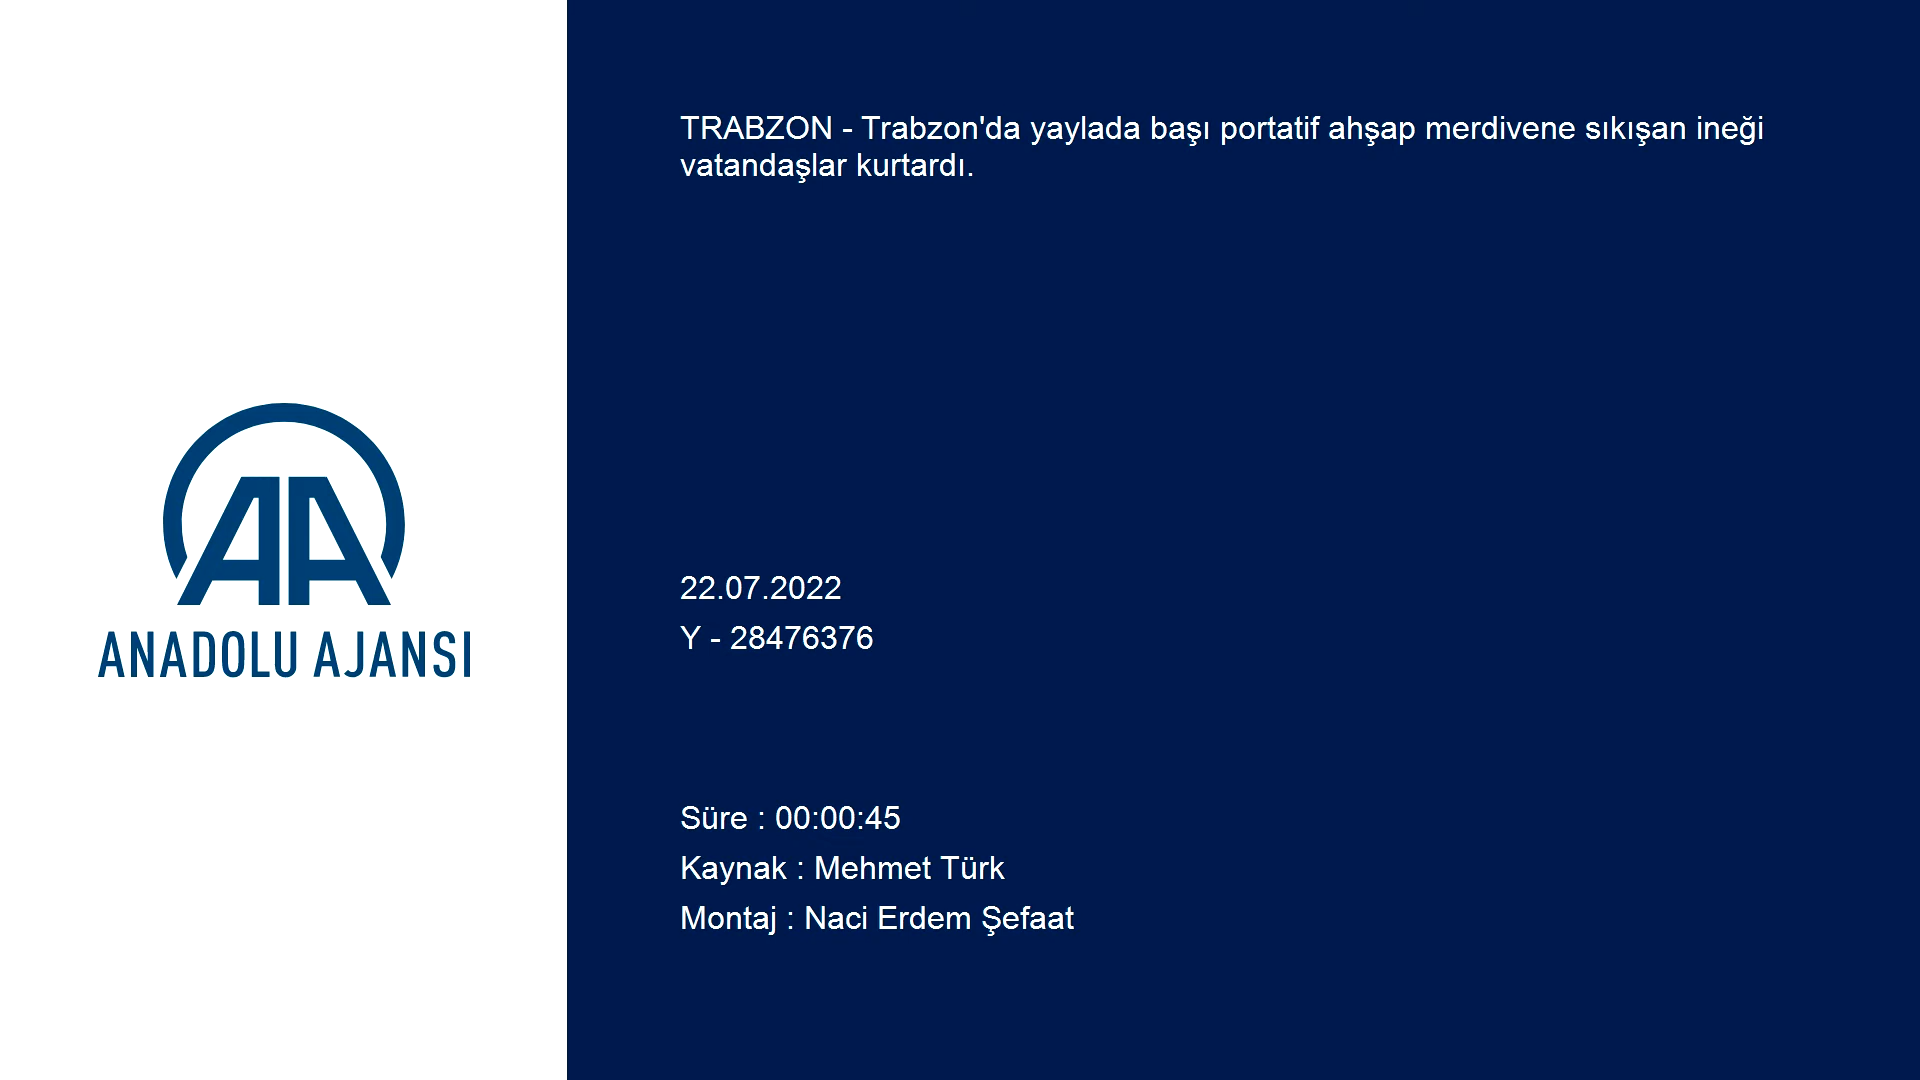 TRABZON - Trabzon'da yaylada başı portatif ahşap merdivene sıkışan ineği
vatandaşlar kurtardı.
AA
ANADOLU AJANSI
22.07.2022
Y - 28476376
Süre : 00:00:45
Kaynak : Mehmet Türk
Montaj : Naci Erdem Şefaat